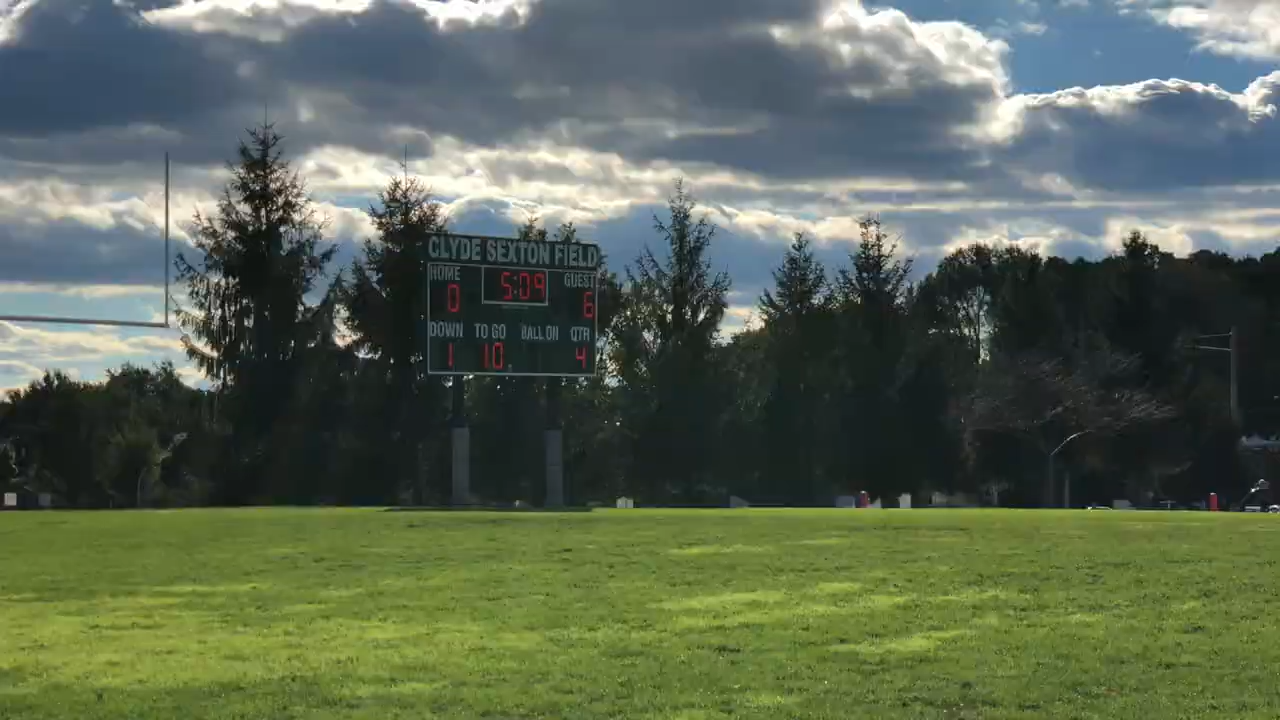 CLYDE SEXTON FIELD
HOME 5:09 GUEST
0 6
DOWN TO GO BALL ON QTR
1 10 4